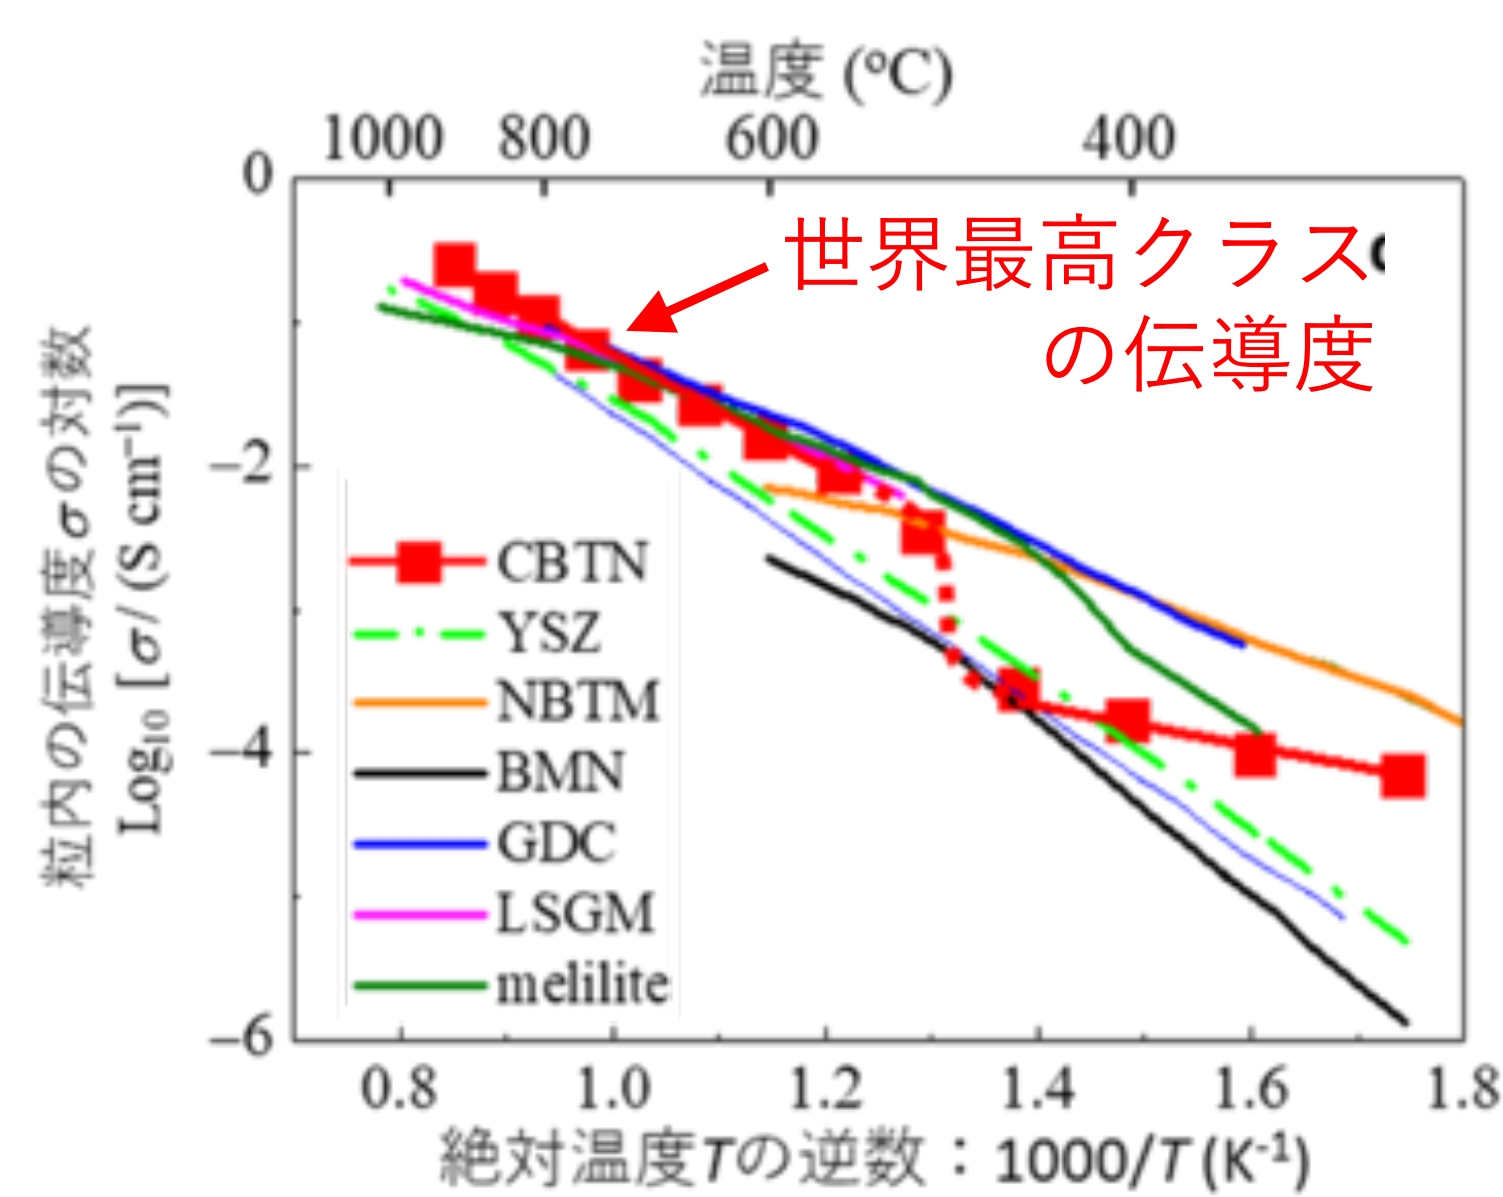 温度 (ºC)
1000 800 600 400
0
−2
−4
−6
世界最高クラス
の伝導度
粒内の伝導度σの対数
Log₁₀ [σ/ (S cm⁻¹)]
CBTN
YSZ
NBTM
BMN
GDC
LSGM
melilite
0.8 1.0 1.2 1.4 1.6 1.8
絶対温度Tの逆数：1000/T (K⁻¹)